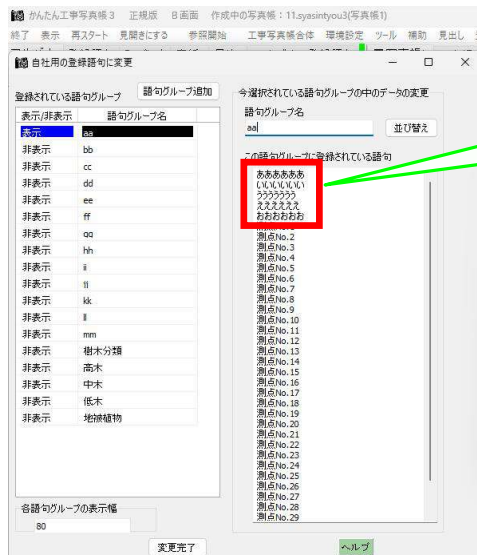 かんたん工事写真帳3 正規版 B画面 作成中の写真帳:11.syasintyou3(写真帳1)
終了 表示 再スタート 見開きにする 参照開始 工事写真帳合体 環境設定 ツール 補助 見出し
自社用の登録語句に変更
登録されている語句グループ 語句グループ追加
表示/非表示 語句グループ名
表示 aa
非表示 bb
非表示 cc
非表示 dd
非表示 ee
非表示 ff
非表示 gg
非表示 hh
非表示 ii
非表示 jj
非表示 kk
非表示 ll
非表示 mm
非表示 樹木分類
非表示 高木
非表示 中木
非表示 低木
非表示 地被植物
各語句グループの表示幅
80
変更完了
今選択されている語句グループの中のデータの変更
語句グループ名
aa 並び替え
この語句グループに登録されている語句
ああああああ
いいいいいい
うううううう
ええええええ
おおおおおお
測点No.2
測点No.3
測点No.4
測点No.5
測点No.6
測点No.7
測点No.8
測点No.9
測点No.10
測点No.11
測点No.12
測点No.13
測点No.14
測点No.15
測点No.16
測点No.17
測点No.18
測点No.19
測点No.20
測点No.21
測点No.22
測点No.23
測点No.24
測点No.25
測点No.26
測点No.27
測点No.28
測点No.29
ヘルプ